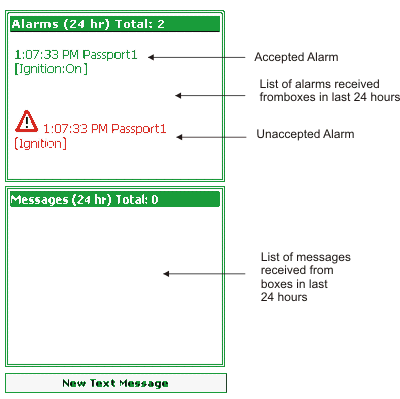 Alarms (24 hr) Total: 2
1:07:33 PM Passport1
[Ignition:On]
Accepted Alarm
List of alarms received
fromboxes in last 24 hours
1:07:33 PM Passport1
[Ignition]
Unaccepted Alarm
Messages (24 hr) Total: 0
List of messages
received from
boxes in last
24 hours
New Text Message